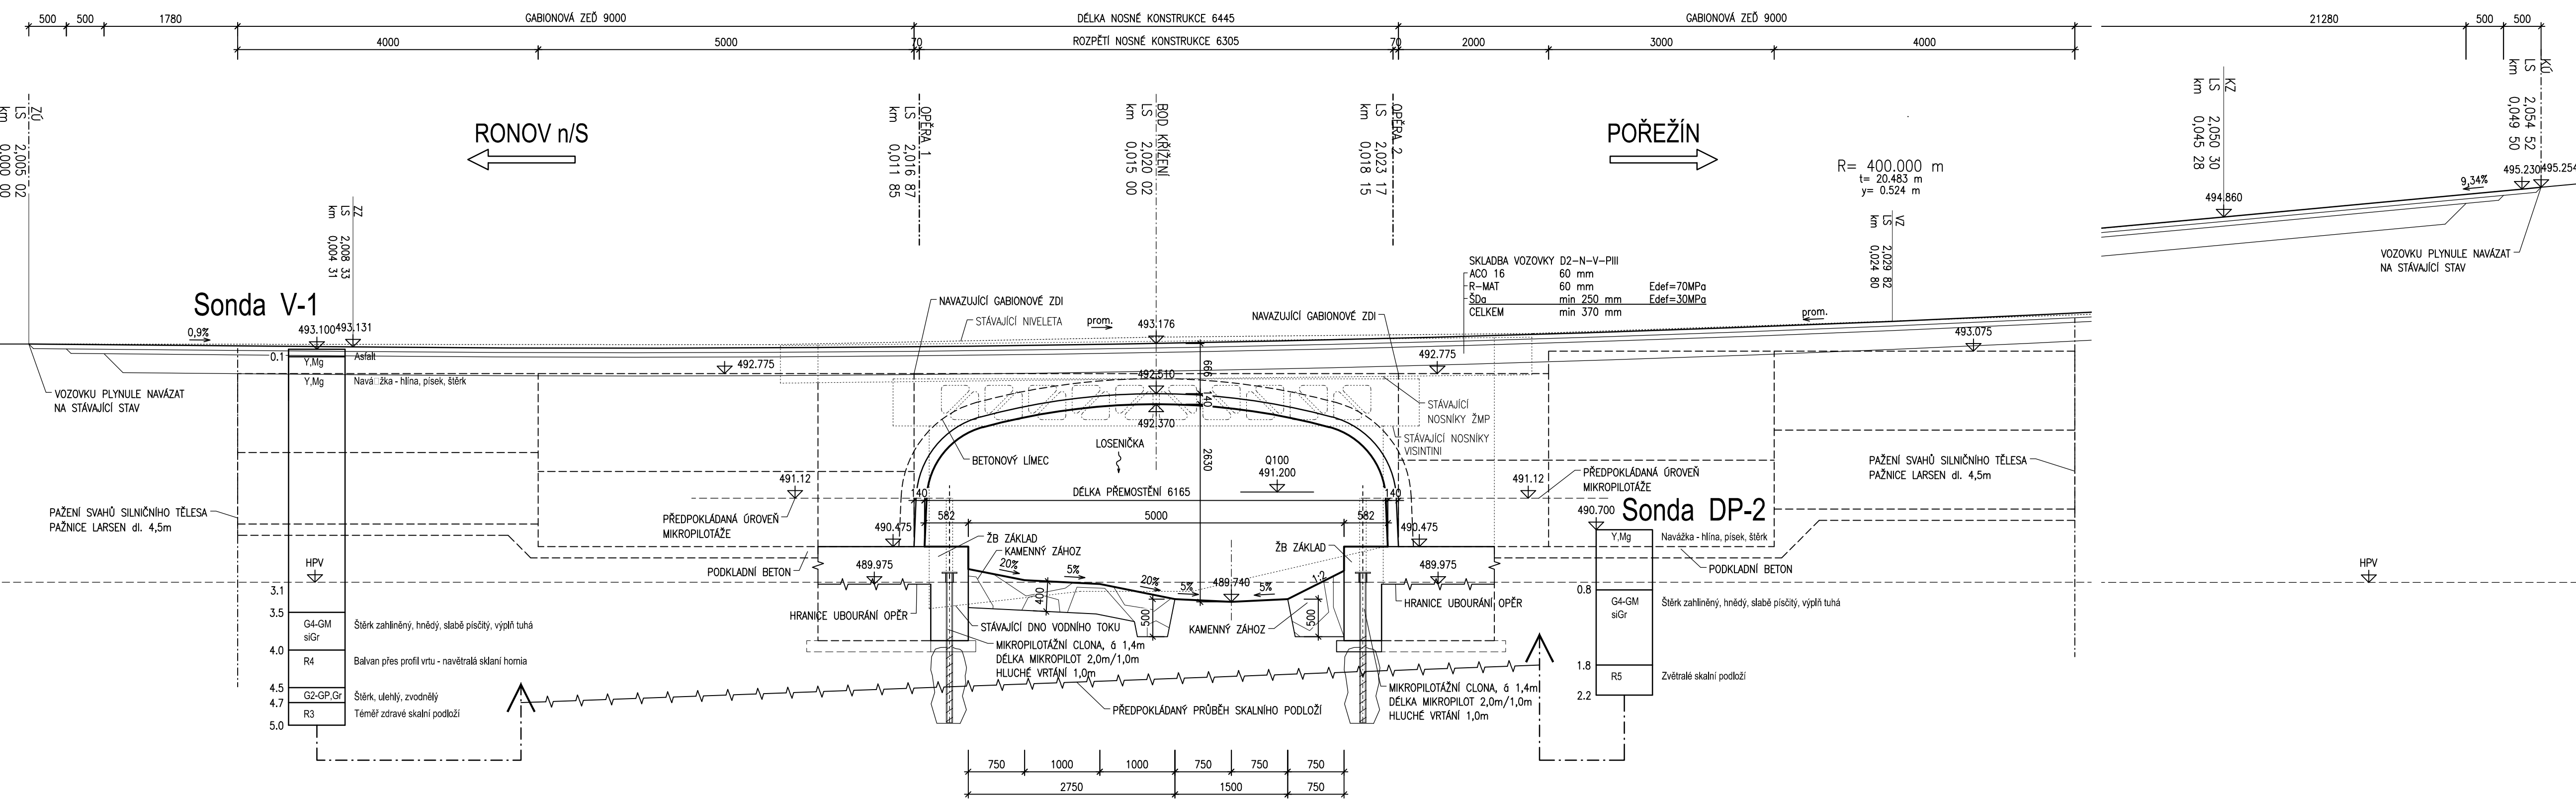 500 500 1780 GABIONOVÁ ZEĎ 9000 DÉLKA NOSNÉ KONSTRUKCE 6445 GABIONOVÁ ZEĎ 9000 21280 500 500
4000 5000 70 ROZPĚTÍ NOSNÉ KONSTRUKCE 6305 70 2000 3000 4000
ZÚ
LS 2,005 02
km 0,000 00
ZZ
LS 2,008 33
km 0,004 31
OPĚRA 1
LS 2,016 87
km 0,011 85
BOD KŘÍŽENÍ
LS 2,020 02
km 0,015 00
OPĚRA 2
LS 2,023 17
km 0,018 15
VZ
LS 2,029 82
km 0,024 80
KZ
LS 2,050 30
km 0,045 28
KÚ
LS 2,054 52
km 0,049 50
RONOV n/S
POŘEŽÍN
R= 400.000 m
t= 20.483 m
y= 0.524 m
494.860
9,34%
495.230
495.254
VOZOVKU PLYNULE NAVÁZAT
NA STÁVAJÍCÍ STAV
SKLADBA VOZOVKY D2-N-V-PIII
ACO 16 60 mm
R-MAT 60 mm Edef=70MPa
ŠDa min 250 mm Edef=30MPa
CELKEM min 370 mm
Sonda V-1
0,9%
493.100
493.131
NAVAZUJÍCÍ GABIONOVÉ ZDI
STÁVAJÍCÍ NIVELETA
prom.
493.176
NAVAZUJÍCÍ GABIONOVÉ ZDI
prom.
493.075
0.1
Y,Mg
Asfalt
Y,Mg
Navá□žka - hlína, písek, štěrk
492.775
492.775
666
492.510
140
492.370
2630
VOZOVKU PLYNULE NAVÁZAT
NA STÁVAJÍCÍ STAV
STÁVAJÍCÍ
NOSNÍKY ŽMP
STÁVAJÍCÍ NOSNÍKY
VISINTINI
LOSENIČKA
BETONOVÝ LÍMEC
Q100
491.200
PAŽENÍ SVAHŮ SILNIČNÍHO TĚLESA
PAŽNICE LARSEN dl. 4,5m
491.12
491.12
PŘEDPOKLÁDANÁ ÚROVEŇ
MIKROPILOTÁŽE
140 DÉLKA PŘEMOSTĚNÍ 6165 140
582 5000 582
PAŽENÍ SVAHŮ SILNIČNÍHO TĚLESA
PAŽNICE LARSEN dl. 4,5m
PŘEDPOKLÁDANÁ ÚROVEŇ
MIKROPILOTÁŽE
490.475
490.475
Sonda DP-2
490.700
Y,Mg
Navážka - hlína, písek, štěrk
ŽB ZÁKLAD
KAMENNÝ ZÁHOZ
ŽB ZÁKLAD
PODKLADNÍ BETON
PODKLADNÍ BETON
HPV
489.975
20%
5%
20%
5%
489.740
5%
1:2
489.975
HPV
3.1
0.8
400
500
500
HRANICE UBOURÁNÍ OPĚR
HRANICE UBOURÁNÍ OPĚR
G4-GM
siGr
Štěrk zahliněný, hnědý, slabě písčitý, výplň tuhá
3.5
G4-GM
siGr
Štěrk zahliněný, hnědý, slabě písčitý, výplň tuhá
STÁVAJÍCÍ DNO VODNÍHO TOKU
KAMENNÝ ZÁHOZ
4.0
R4
Balvan přes profil vrtu - navětralá sklaní hornia
MIKROPILOTÁŽNÍ CLONA, á 1,4m
DÉLKA MIKROPILOT 2,0m/1,0m
HLUCHÉ VRTÁNÍ 1,0m
1.8
R5
Zvětralé skalní podloží
2.2
4.5
G2-GP,Gr
Štěrk, ulehlý, zvodnělý
4.7
R3
Téměř zdravé skalní podloží
5.0
MIKROPILOTÁŽNÍ CLONA, á 1,4m
DÉLKA MIKROPILOT 2,0m/1,0m
HLUCHÉ VRTÁNÍ 1,0m
PŘEDPOKLÁDANÝ PRŮBĚH SKALNÍHO PODLOŽÍ
750 1000 1000 750 750 750
2750 1500 750